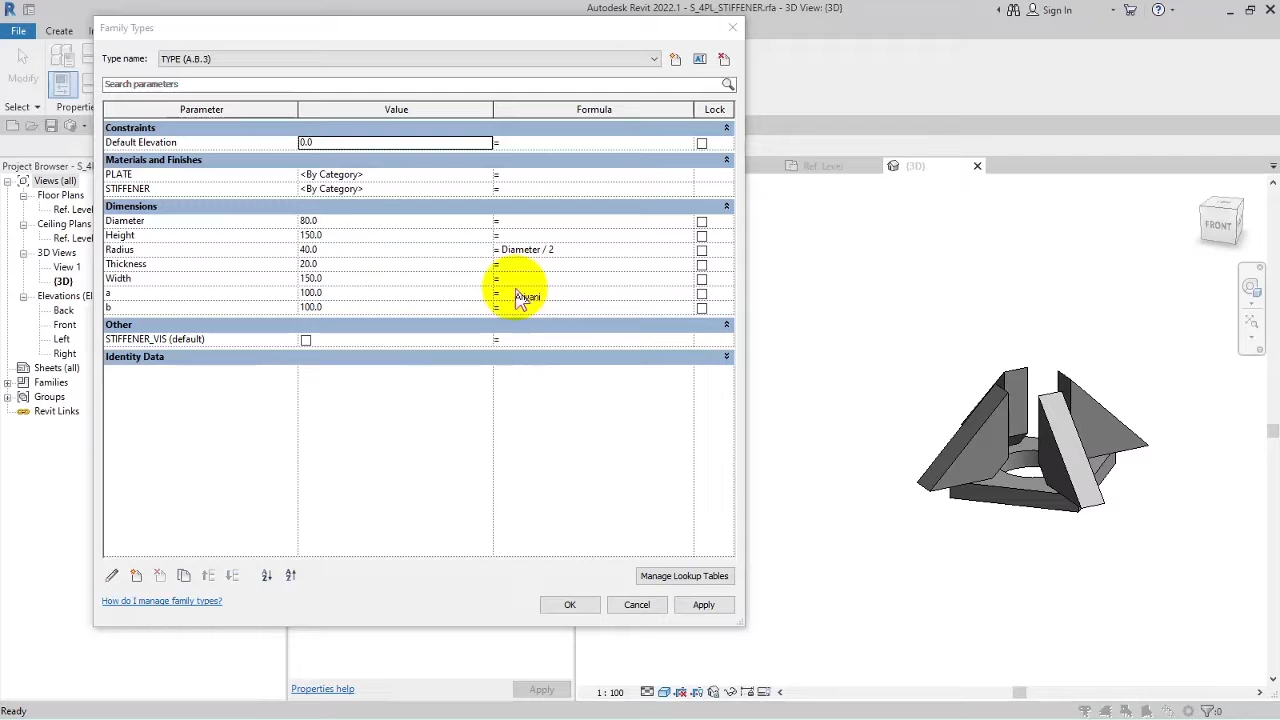 Autodesk Revit 2022.1 - S_4PL_STIFFENER.rfa - 3D View: {3D}
Sign In
File
Create
Modify
Select
Properties
Family Types
Type name:
TYPE (A.B.3)
Search parameters
Parameter Value Formula Lock
Constraints
Default Elevation 0.0 =
Materials and Finishes
PLATE <By Category> =
STIFFENER <By Category> =
Dimensions
Diameter 80.0 =
Height 150.0 =
Radius 40.0 = Diameter / 2
Thickness 20.0 =
Width 150.0 =
a 100.0 =
b 100.0 =
Other
STIFFENER_VIS (default) =
Identity Data
Manage Lookup Tables
How do I manage family types?
OK Cancel Apply
Project Browser - S_4
Views (all)
Floor Plans
Ref. Level
Ceiling Plans
Ref. Level
3D Views
View 1
{3D}
Elevations (E
Back
Front
Left
Right
Sheets (all)
Families
Groups
Revit Links
Ref. Level
{3D}
FRONT
Properties help
Apply
1 : 100
Ready
:0